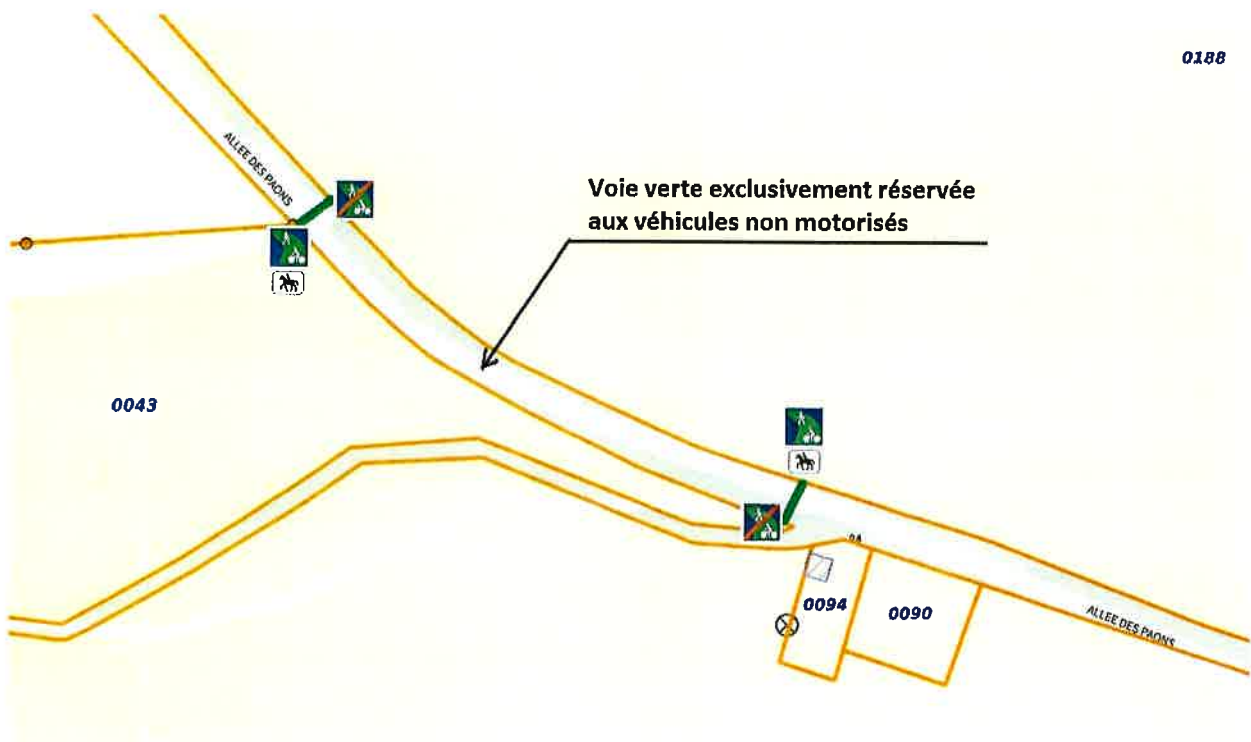 0188
ALLEE DES PAONS
Voie verte exclusivement réservée
aux véhicules non motorisés
0043
0094
0090
ALLEE DES PAONS